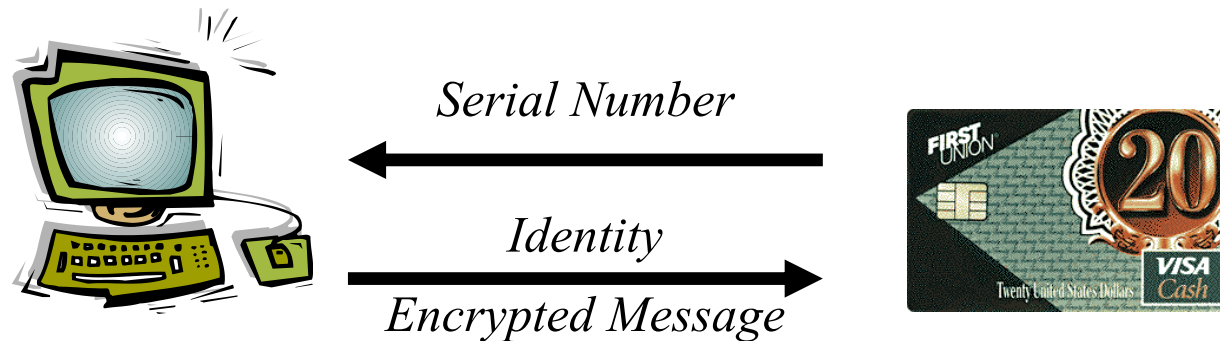 Serial Number
Identity
Encrypted Message
FIRST
UNION®
20
VISA
Cash
Twenty United States Dollars